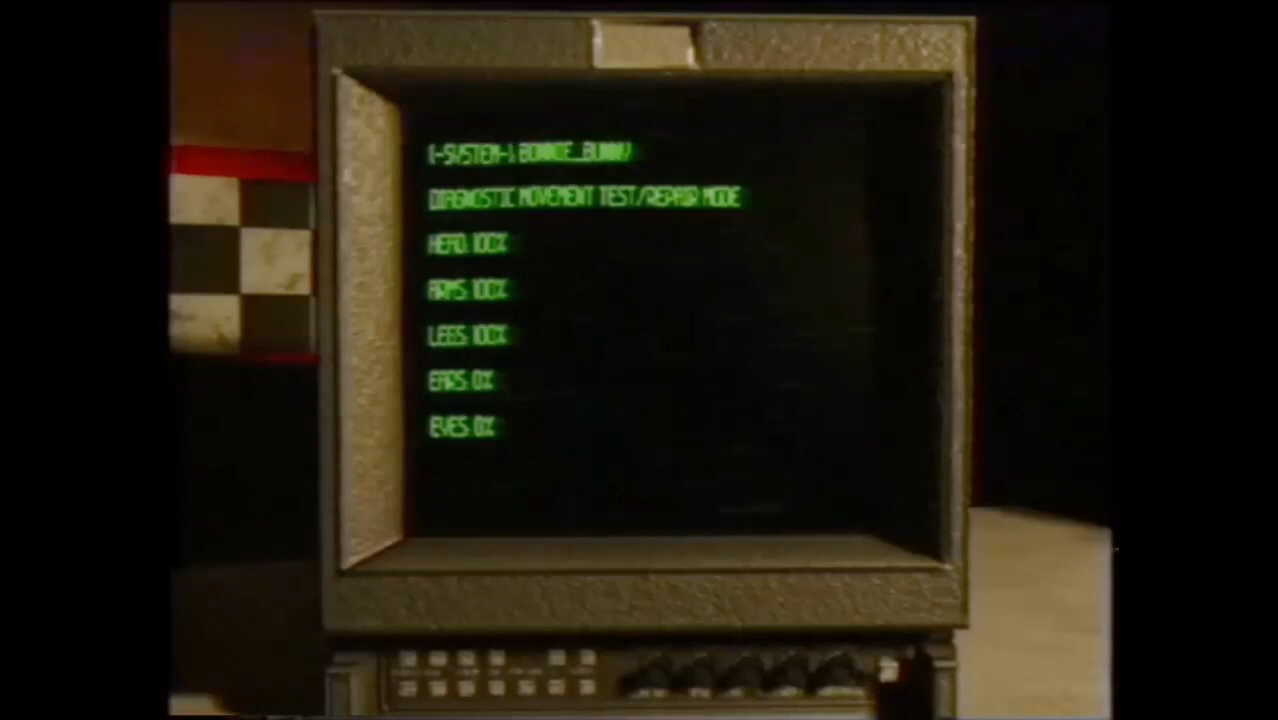 (-SYSTEM-): BONNIE_BUNNY
DIAGNOSTIC MOVEMENT TEST/REPAIR MODE
HEAD: 100%
ARMS: 100%
LEGS: 100%
EARS: 0%
EYES: 0%